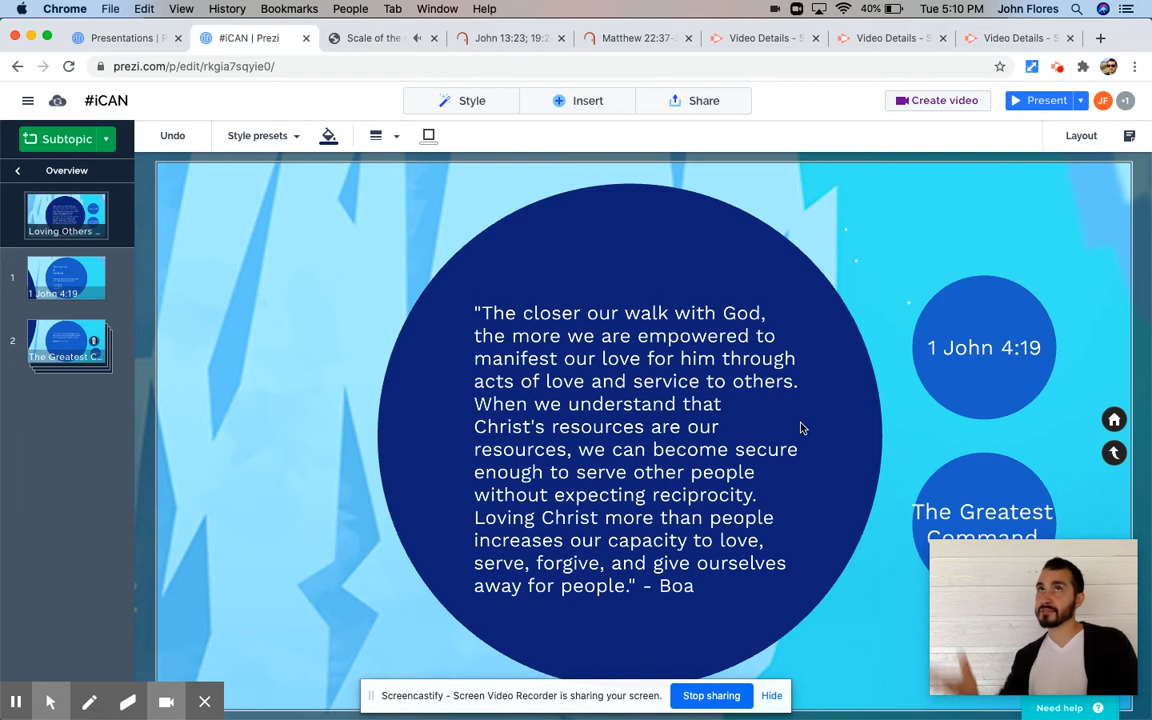 Chrome File Edit View History Bookmarks People Tab Window Help 40% Tue 5:10 PM John Flores
Presentations | P #iCAN | Prezi Scale of the John 13:23; 19:2 Matthew 22:37- Video Details - S Video Details - S Video Details - S
prezi.com/p/edit/rkgia7sqyie0/
#iCAN Style Insert Share Create video Present JF +1
Subtopic Undo Style presets Layout
Overview
Loving Others ...
1
1 John 4:19
2
The Greatest C...
"The closer our walk with God,
the more we are empowered to
manifest our love for him through
acts of love and service to others.
When we understand that
Christ's resources are our
resources, we can become secure
enough to serve other people
without expecting reciprocity.
Loving Christ more than people
increases our capacity to love,
serve, forgive, and give ourselves
away for people." - Boa
1 John 4:19
The Greatest
Command
Screencastify - Screen Video Recorder is sharing your screen. Stop sharing Hide
Need help ?